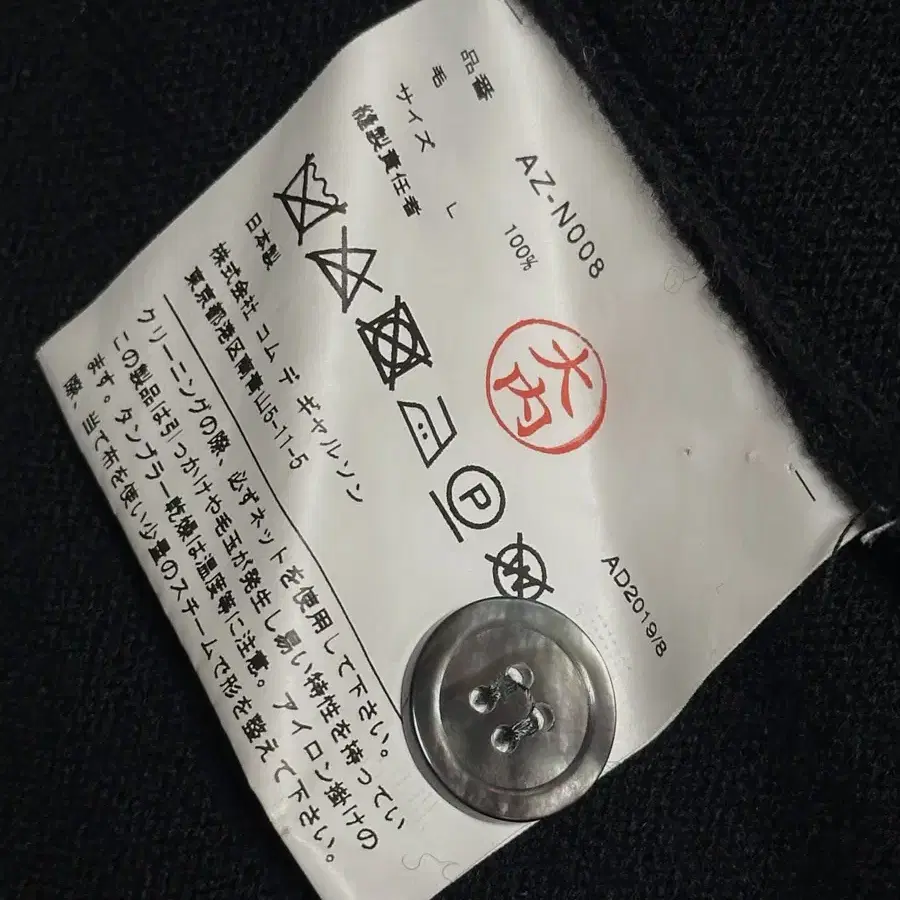 品番 AZ-N008
毛 100%
サイズ L
縫製責任者 大内
AD2019/8
P
W
日本製
株式会社 コム デ ギャルソン
東京都港区南青山5-11-5
クリーニングの際、必ずネットを使用して下さい。
この製品は引っかけや毛玉が発生し易い特性を持ってい
ます。タンブラー乾燥は温度等に注意。 アイロン掛けの
際、当て布を使い少量のスチームで形を整えて下さい。